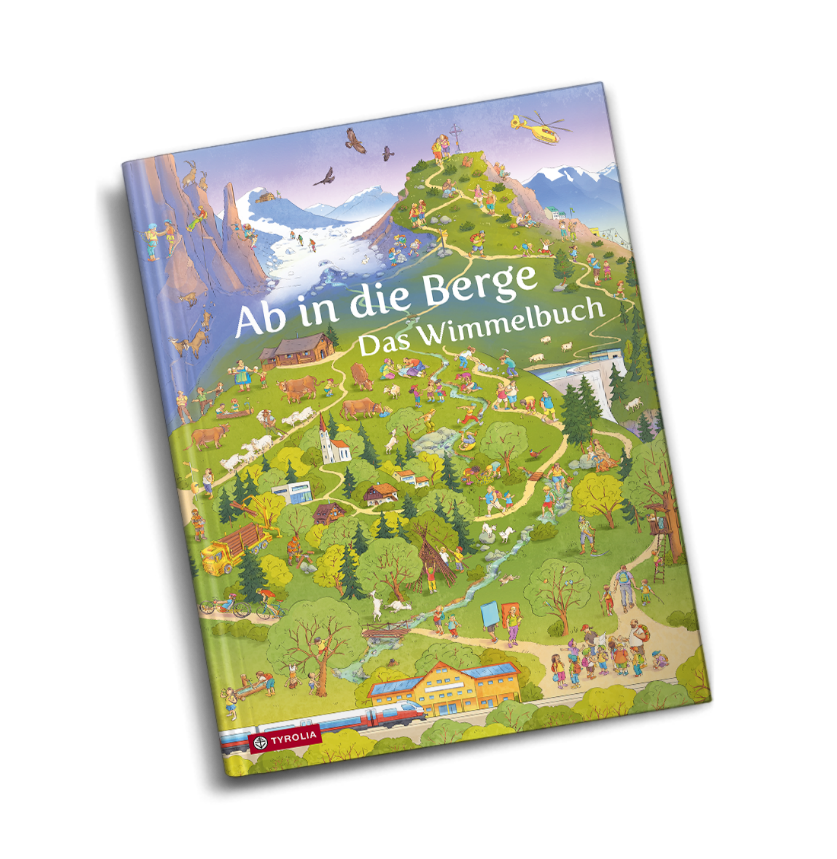 Ab in die Berge
Das Wimmelbuch
TYROLIA